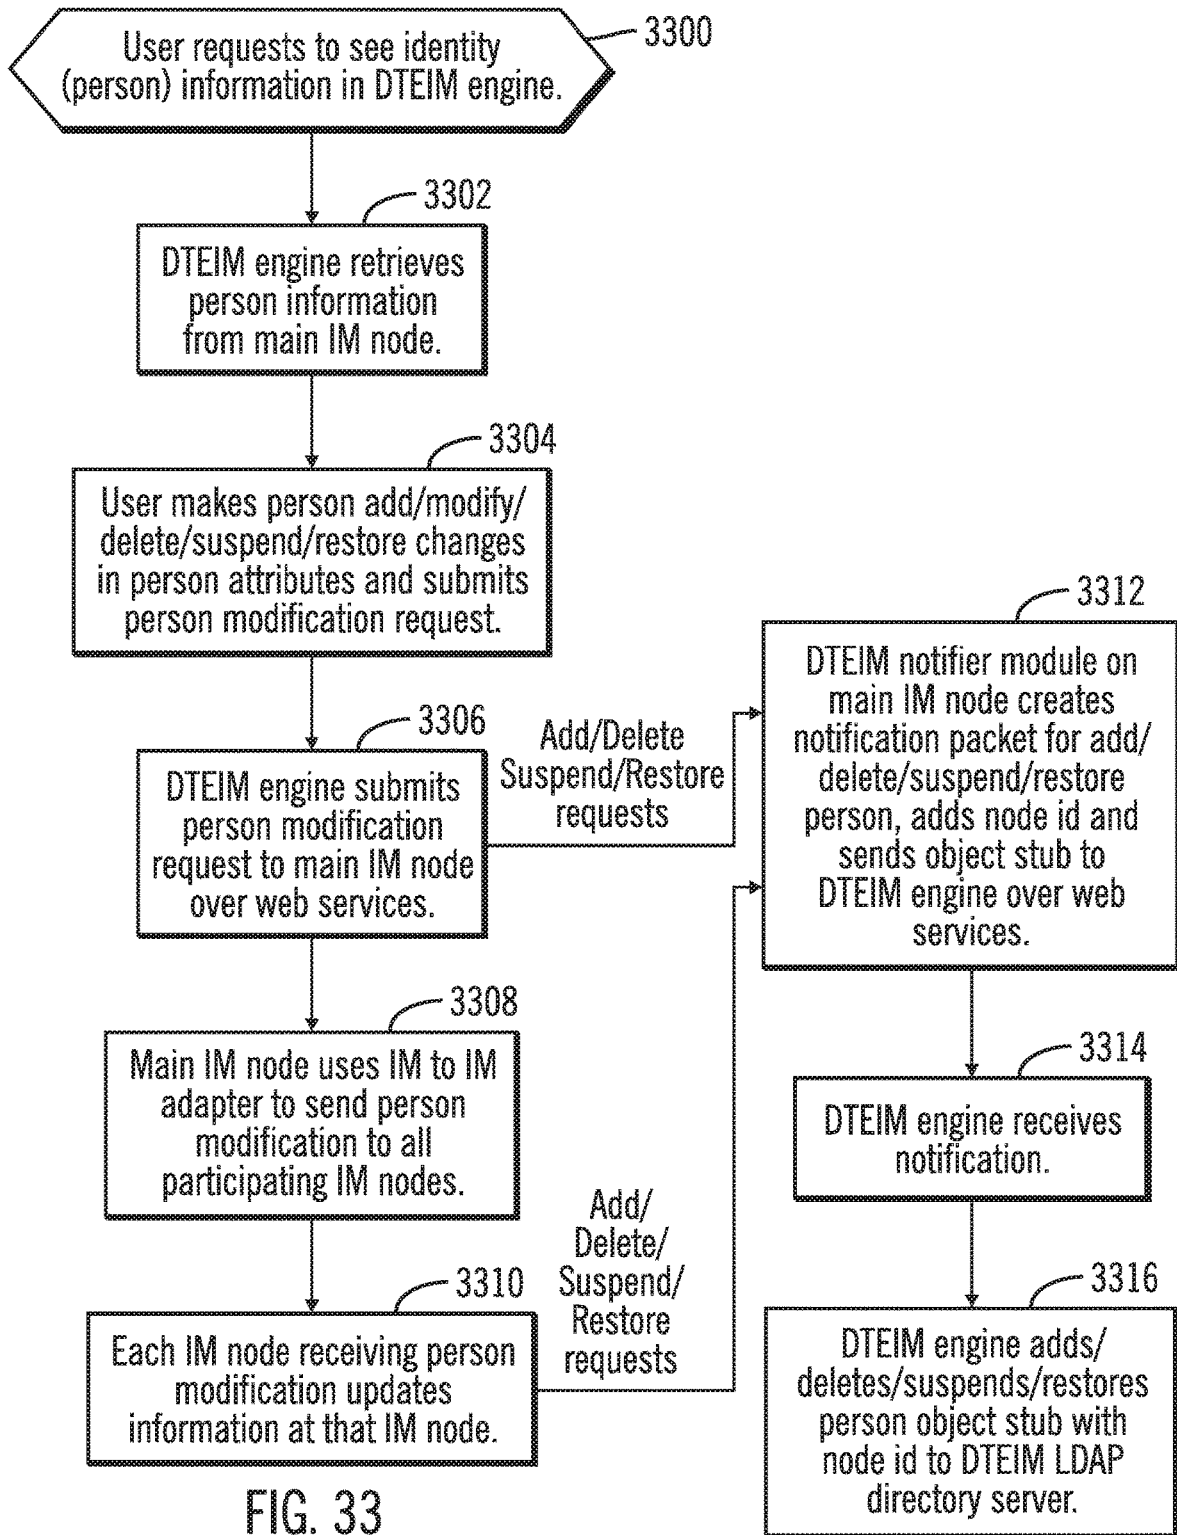 3300
User requests to see identity
(person) information in DTEIM engine.
3302
DTEIM engine retrieves
person information
from main IM node.
3304
User makes person add/modify/
delete/suspend/restore changes
in person attributes and submits
person modification request.
3306
DTEIM engine submits
person modification
request to main IM node
over web services.
Add/Delete
Suspend/Restore
requests
3308
Main IM node uses IM to IM
adapter to send person
modification to all
participating IM nodes.
3310
Each IM node receiving person
modification updates
information at that IM node.
Add/
Delete/
Suspend/
Restore
requests
3312
DTEIM notifier module on
main IM node creates
notification packet for add/
delete/suspend/restore
person, adds node id and
sends object stub to
DTEIM engine over web
services.
3314
DTEIM engine receives
notification.
3316
DTEIM engine adds/
deletes/suspends/restores
person object stub with
node id to DTEIM LDAP
directory server.
FIG. 33